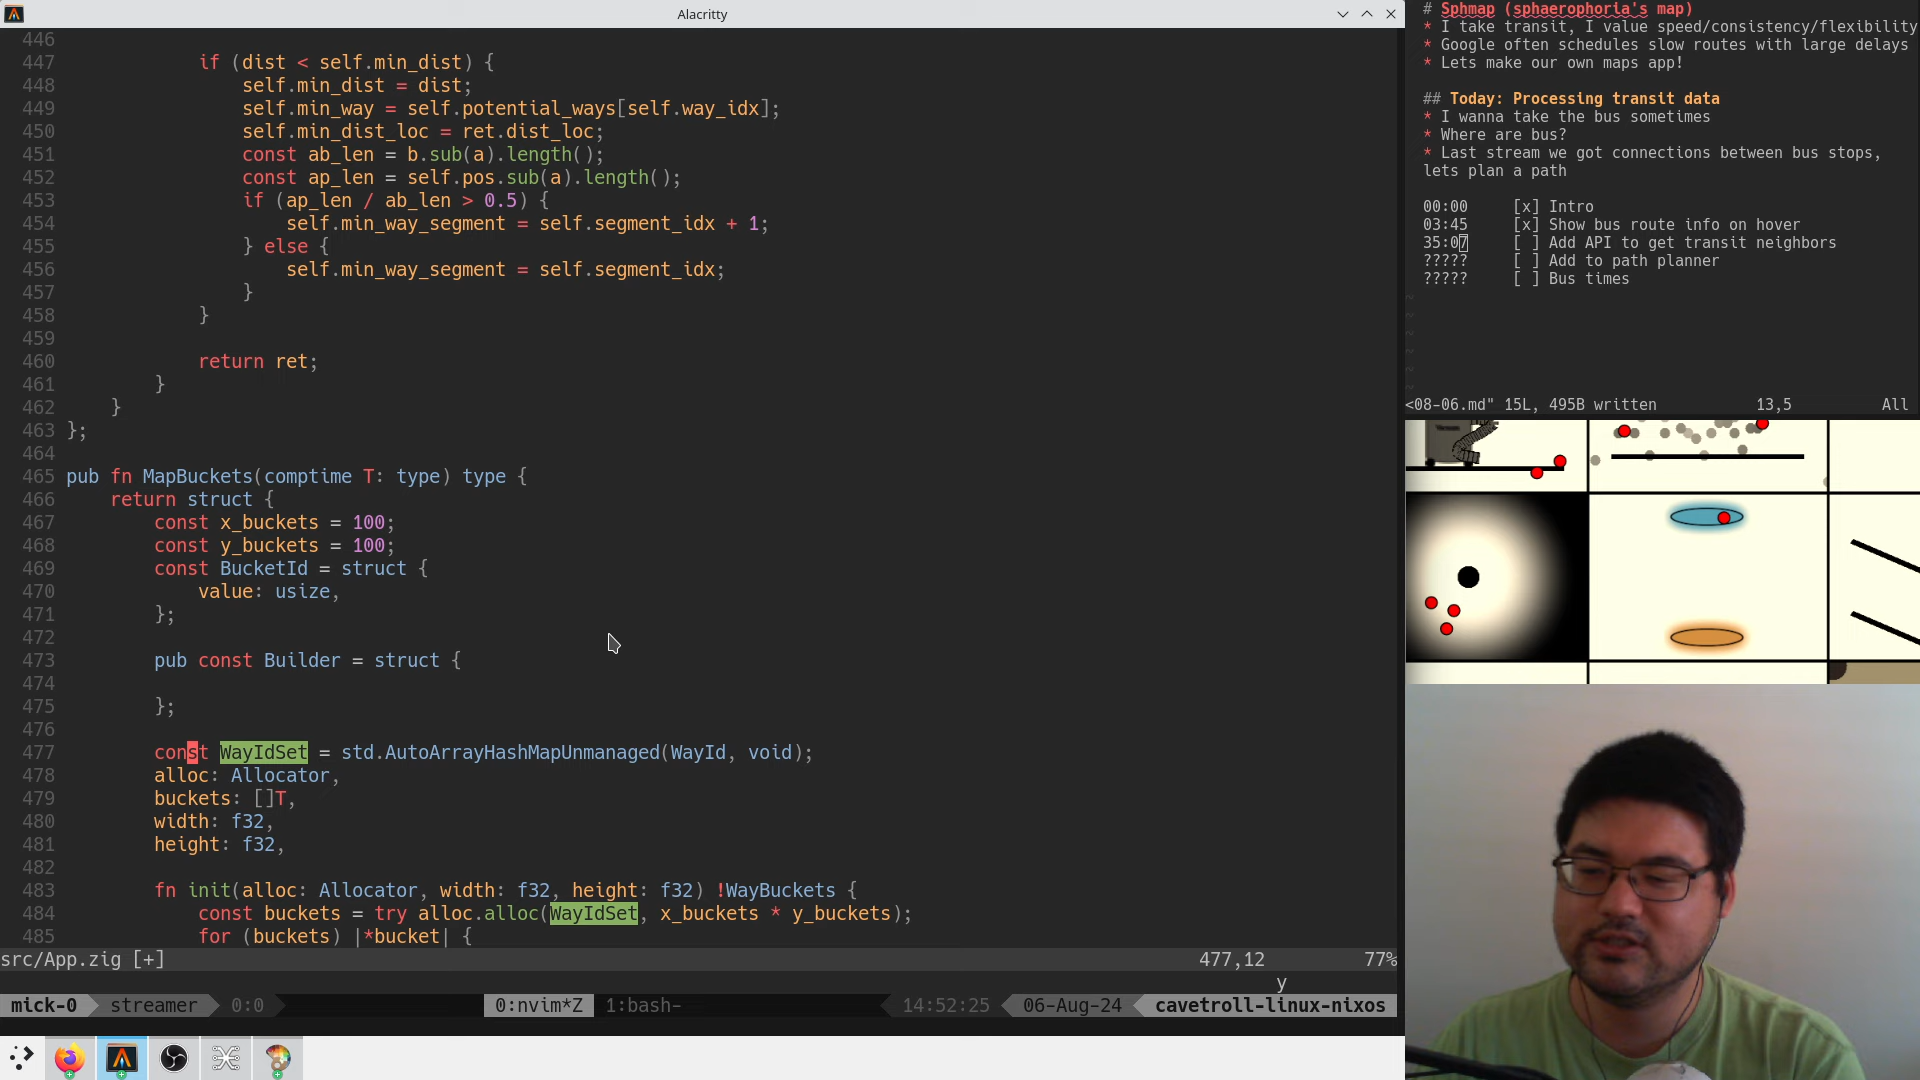 Alacritty
446
447 if (dist < self.min_dist) {
448 self.min_dist = dist;
449 self.min_way = self.potential_ways[self.way_idx];
450 self.min_dist_loc = ret.dist_loc;
451 const ab_len = b.sub(a).length();
452 const ap_len = self.pos.sub(a).length();
453 if (ap_len / ab_len > 0.5) {
454 self.min_way_segment = self.segment_idx + 1;
455 } else {
456 self.min_way_segment = self.segment_idx;
457 }
458 }
459
460 return ret;
461 }
462 }
463 };
464
465 pub fn MapBuckets(comptime T: type) type {
466 return struct {
467 const x_buckets = 100;
468 const y_buckets = 100;
469 const BucketId = struct {
470 value: usize,
471 };
472
473 pub const Builder = struct {
474
475 };
476
477 const WayIdSet = std.AutoArrayHashMapUnmanaged(WayId, void);
478 alloc: Allocator,
479 buckets: []T,
480 width: f32,
481 height: f32,
482
483 fn init(alloc: Allocator, width: f32, height: f32) !WayBuckets {
484 const buckets = try alloc.alloc(WayIdSet, x_buckets * y_buckets);
485 for (buckets) |*bucket| {
src/App.zig [+] 477,12 77%
y
mick-0 streamer 0:0 0:nvim*Z 1:bash- 14:52:25 06-Aug-24 cavetroll-linux-nixos
# Sphmap (sphaerophoria's map)
* I take transit, I value speed/consistency/flexibility
* Google often schedules slow routes with large delays
* Lets make our own maps app!
## Today: Processing transit data
* I wanna take the bus sometimes
* Where are bus?
* Last stream we got connections between bus stops,
lets plan a path
00:00 [x] Intro
03:45 [x] Show bus route info on hover
35:07 [ ] Add API to get transit neighbors
????? [ ] Add to path planner
????? [ ] Bus times
~
~
~
~
~
~
<08-06.md" 15L, 495B written 13,5 All